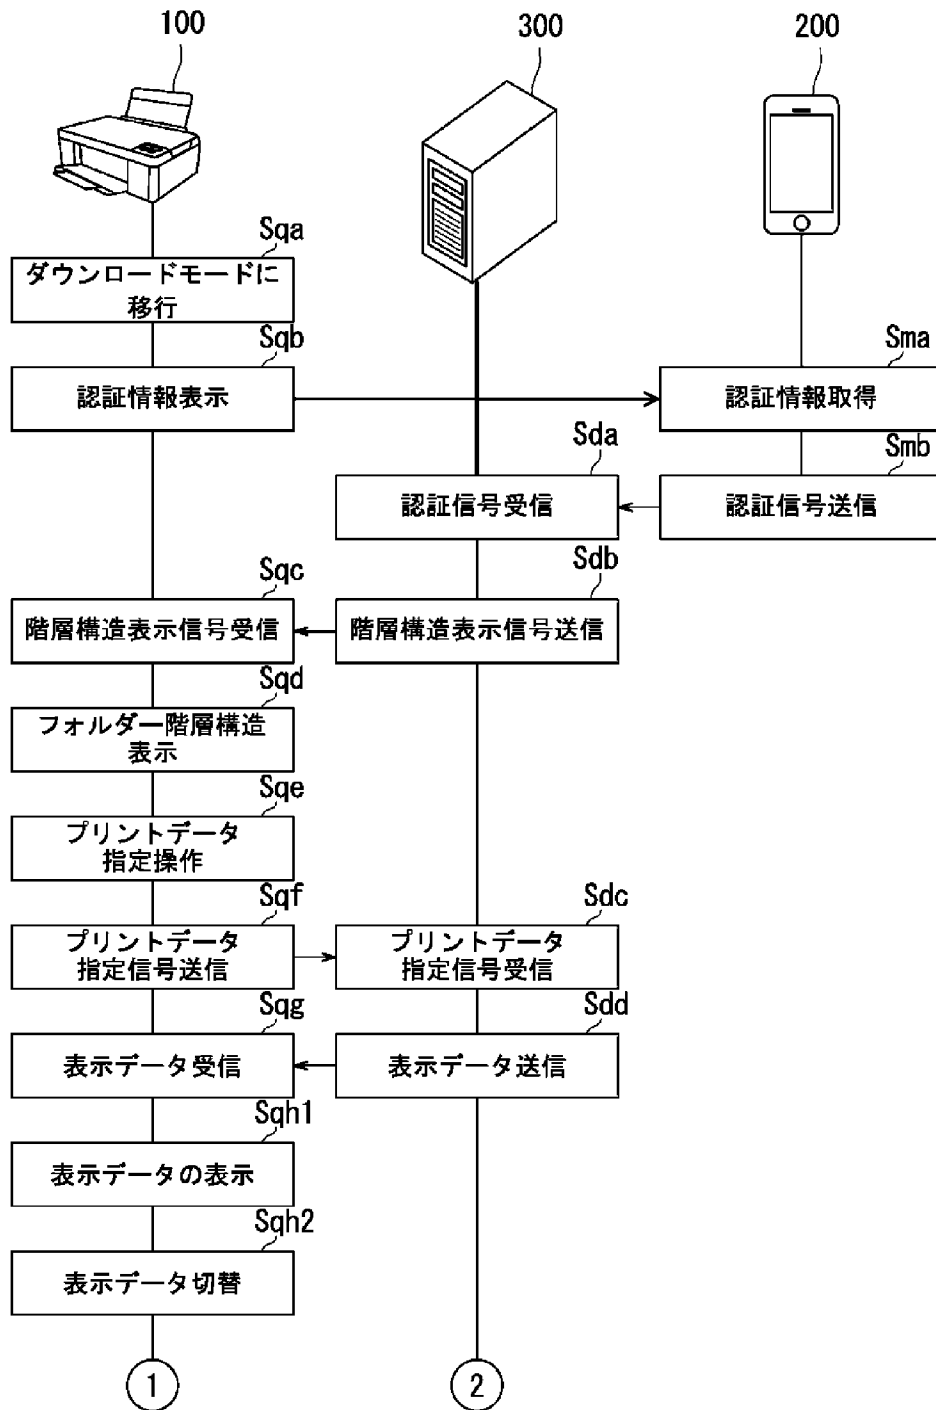 100
300
200
Sqa
ダウンロードモードに
移行
Sqb
認証情報表示
Sma
認証情報取得
Sda
認証信号受信
Smb
認証信号送信
Sqc
階層構造表示信号受信
Sdb
階層構造表示信号送信
Sqd
フォルダー階層構造
表示
Sqe
プリントデータ
指定操作
Sqf
プリントデータ
指定信号送信
Sdc
プリントデータ
指定信号受信
Sqg
表示データ受信
Sdd
表示データ送信
Sqh1
表示データの表示
Sqh2
表示データ切替
1
2